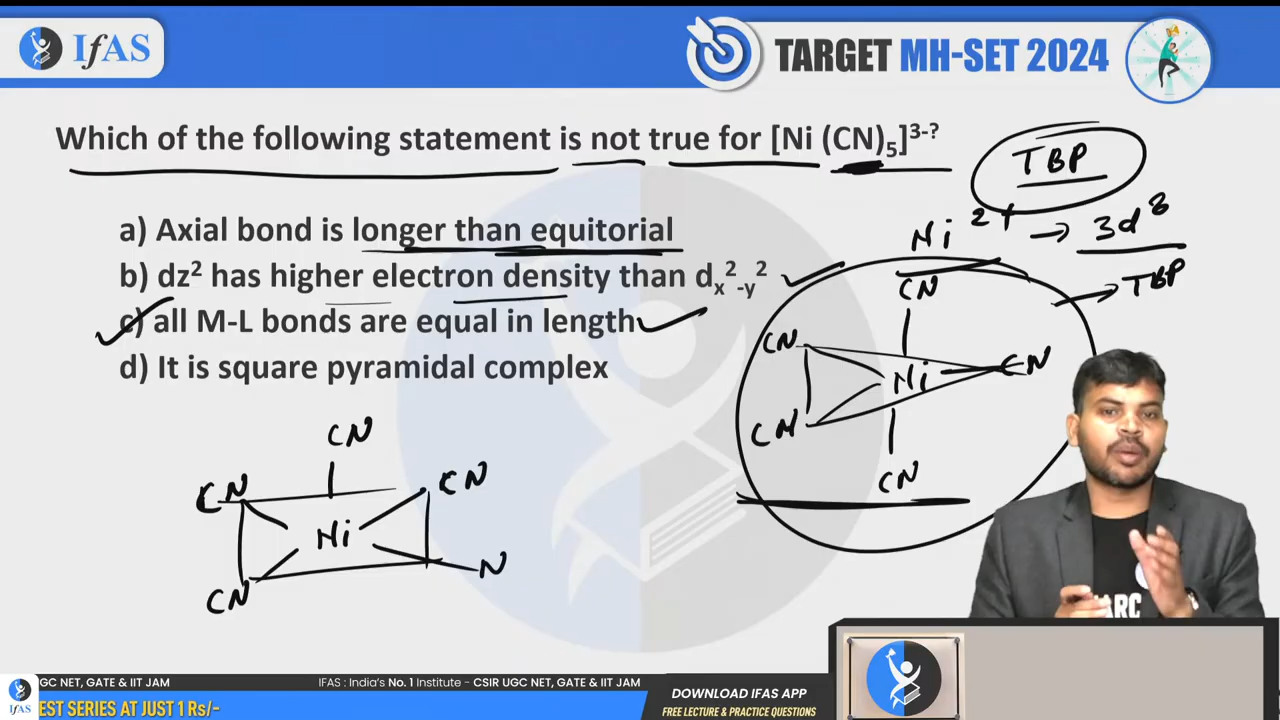 IfAS
TARGET MH-SET 2024
Which of the following statement is not true for [Ni (CN)₅]³⁻?
TBP
a) Axial bond is longer than equitorial
Ni ²⁺ → 3d⁸
b) dz² has higher electron density than dₓ²-y²
→ TBP
c) all M-L bonds are equal in length
d) It is square pyramidal complex
CN
CN
Ni
CN
CN
CN
CN
CN
CN
Ni
N
CN
ARC
UGC NET, GATE & IIT JAM
IFAS : India's No. 1 Institute - CSIR UGC NET, GATE & IIT JAM
DOWNLOAD IFAS APP
FREE LECTURE & PRACTICE QUESTIONS
IfAS
EST SERIES AT JUST 1 Rs/-